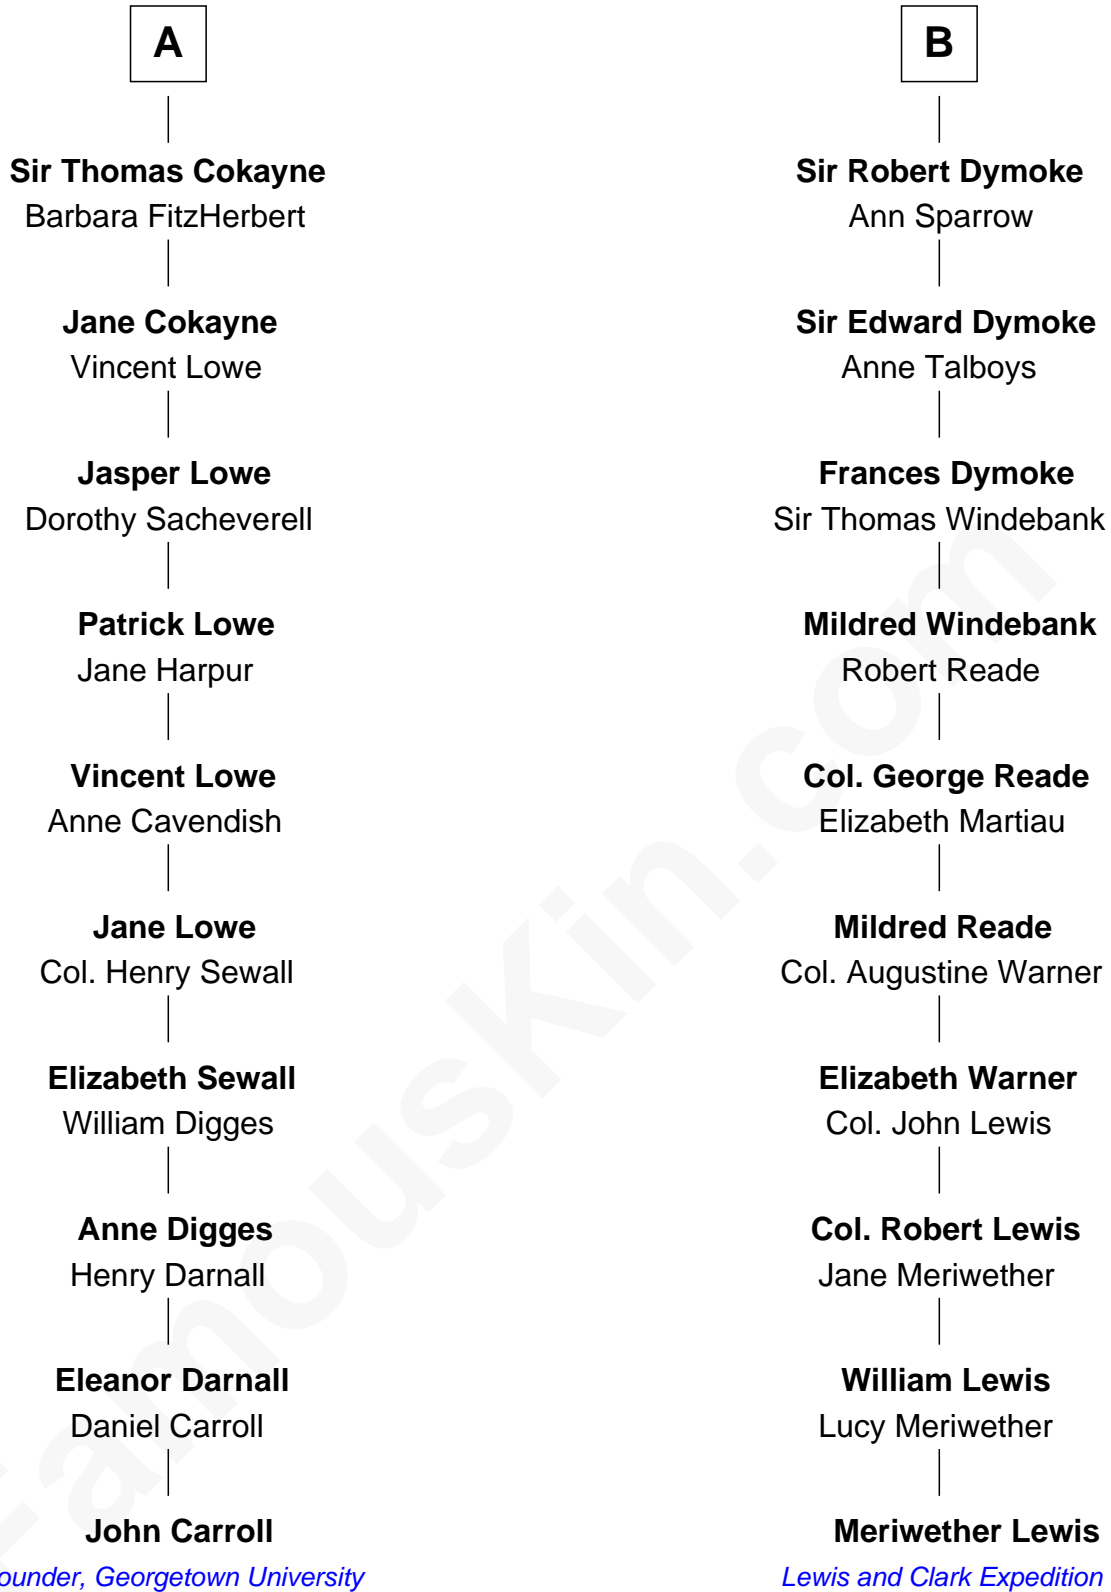 A
Sir Thomas Cokayne
Barbara FitzHerbert
Jane Cokayne
Vincent Lowe
Jasper Lowe
Dorothy Sacheverell
Patrick Lowe
Jane Harpur
Vincent Lowe
Anne Cavendish
Jane Lowe
Col. Henry Sewall
Elizabeth Sewall
William Digges
Anne Digges
Henry Darnall
Eleanor Darnall
Daniel Carroll
John Carroll
ounder, Georgetown University
B
Sir Robert Dymoke
Ann Sparrow
Sir Edward Dymoke
Anne Talboys
Frances Dymoke
Sir Thomas Windebank
Mildred Windebank
Robert Reade
Col. George Reade
Elizabeth Martiau
Mildred Reade
Col. Augustine Warner
Elizabeth Warner
Col. John Lewis
Col. Robert Lewis
Jane Meriwether
William Lewis
Lucy Meriwether
Meriwether Lewis
Lewis and Clark Expedition
FamousKin.com